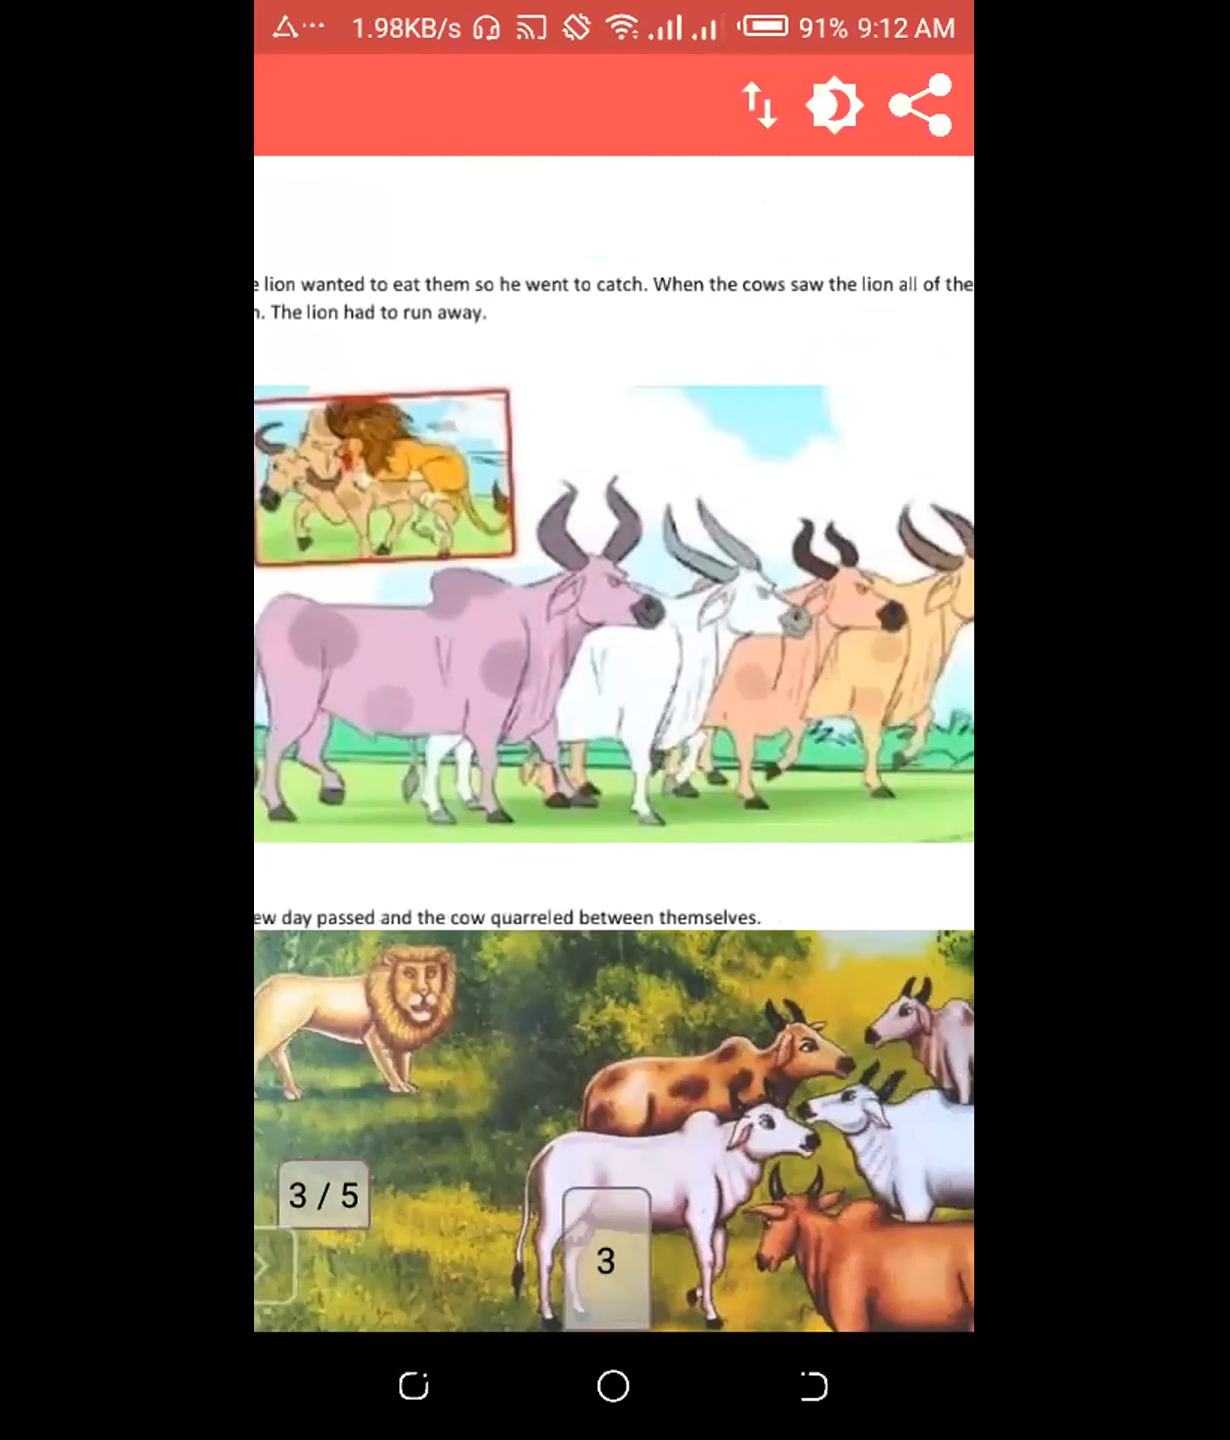 1.98KB/s 91% 9:12 AM
e lion wanted to eat them so he went to catch. When the cows saw the lion all of the
. The lion had to run away.
ew day passed and the cow quarreled between themselves.
3 / 5
3